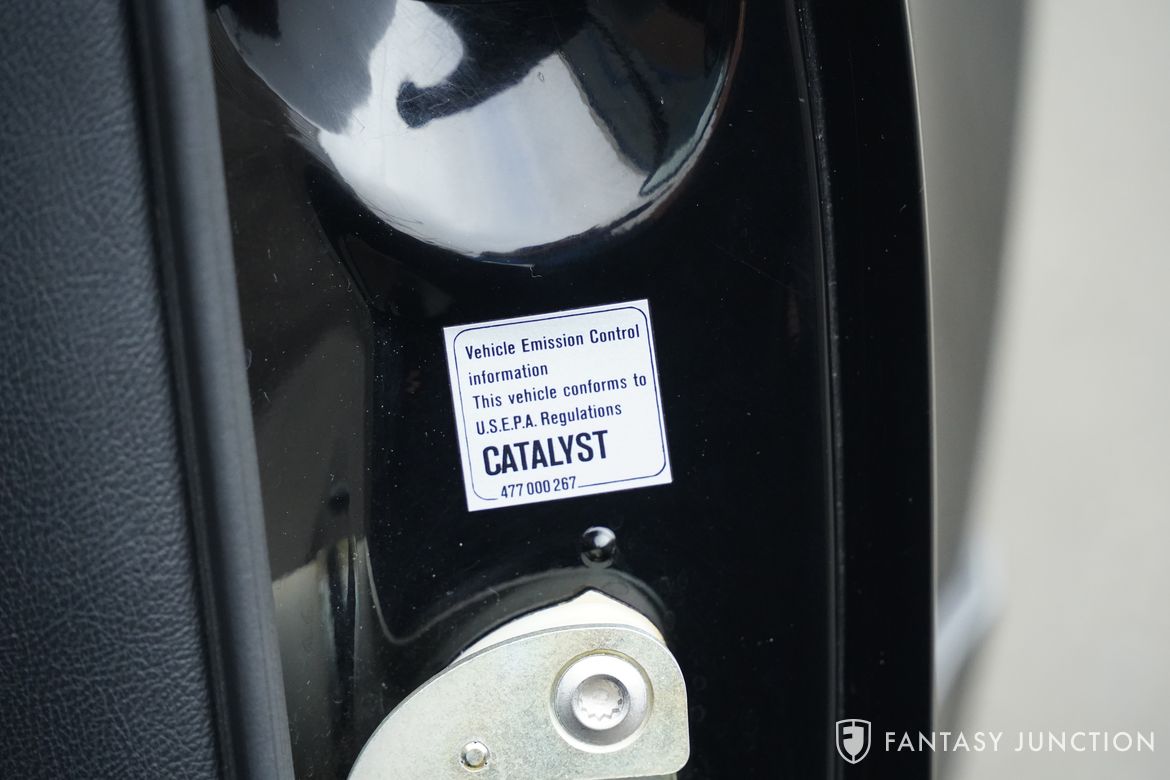 Vehicle Emission Control
information
This vehicle conforms to
U.S.E.P.A. Regulations
CATALYST
477 000 267
FANTASY JUNCTION